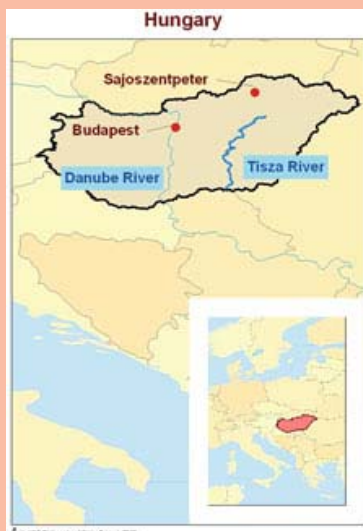 Hungary
Sajoszentpeter
Budapest
Danube River
Tisza River